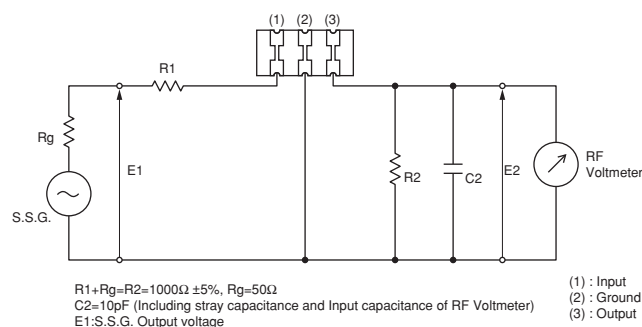 (1) (2) (3)
R1
Rg
E1
R2
C2
E2
RF
Voltmeter
S.S.G.
R1+Rg=R2=1000Ω ±5%, Rg=50Ω
C2=10pF (Including stray capacitance and Input capacitance of RF Voltmeter)
E1:S.S.G. Output voltage
(1) : Input
(2) : Ground
(3) : Output